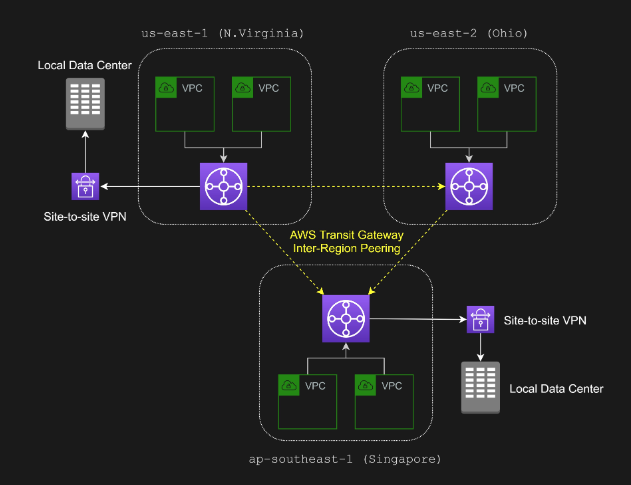 us-east-1 (N.Virginia)
us-east-2 (Ohio)
Local Data Center
VPC
VPC
VPC
VPC
Site-to-site VPN
AWS Transit Gateway
Inter-Region Peering
Site-to-site VPN
VPC
VPC
Local Data Center
ap-southeast-1 (Singapore)